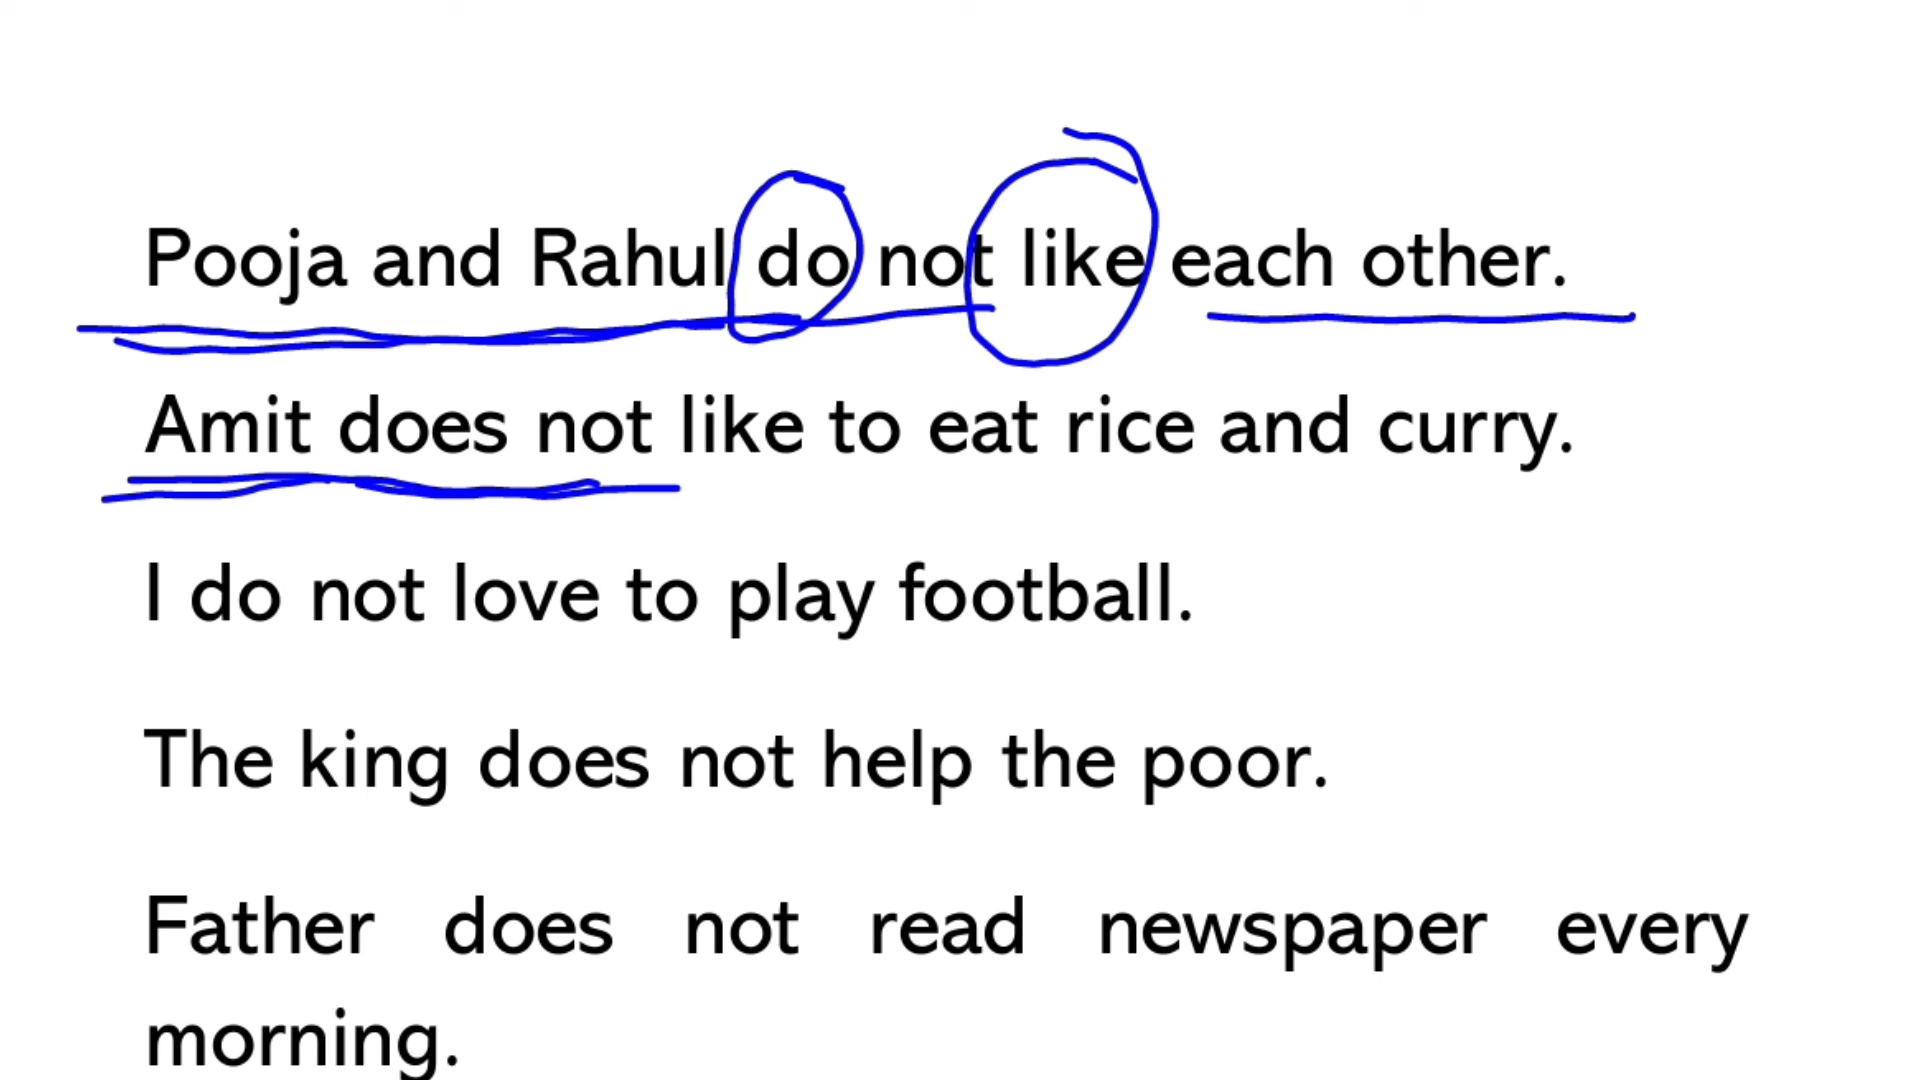 Pooja and Rahul do not like each other.
Amit does not like to eat rice and curry.
I do not love to play football.
The king does not help the poor.
Father does not read newspaper every
morning.